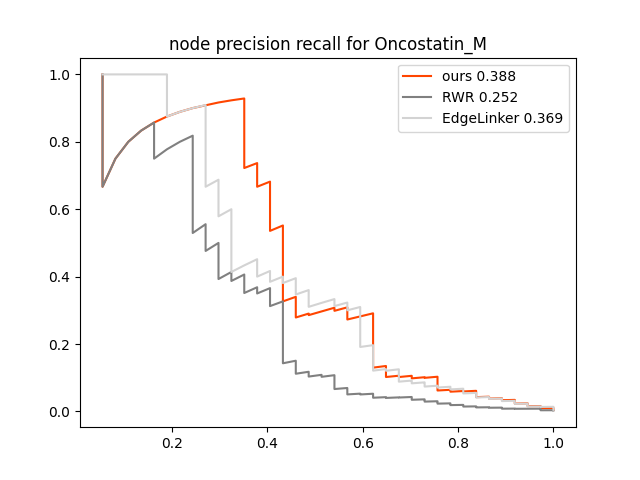 node precision recall for Oncostatin_M
ours 0.388
RWR 0.252
EdgeLinker 0.369
1.0
0.8
0.6
0.4
0.2
0.0
0.2 0.4 0.6 0.8 1.0